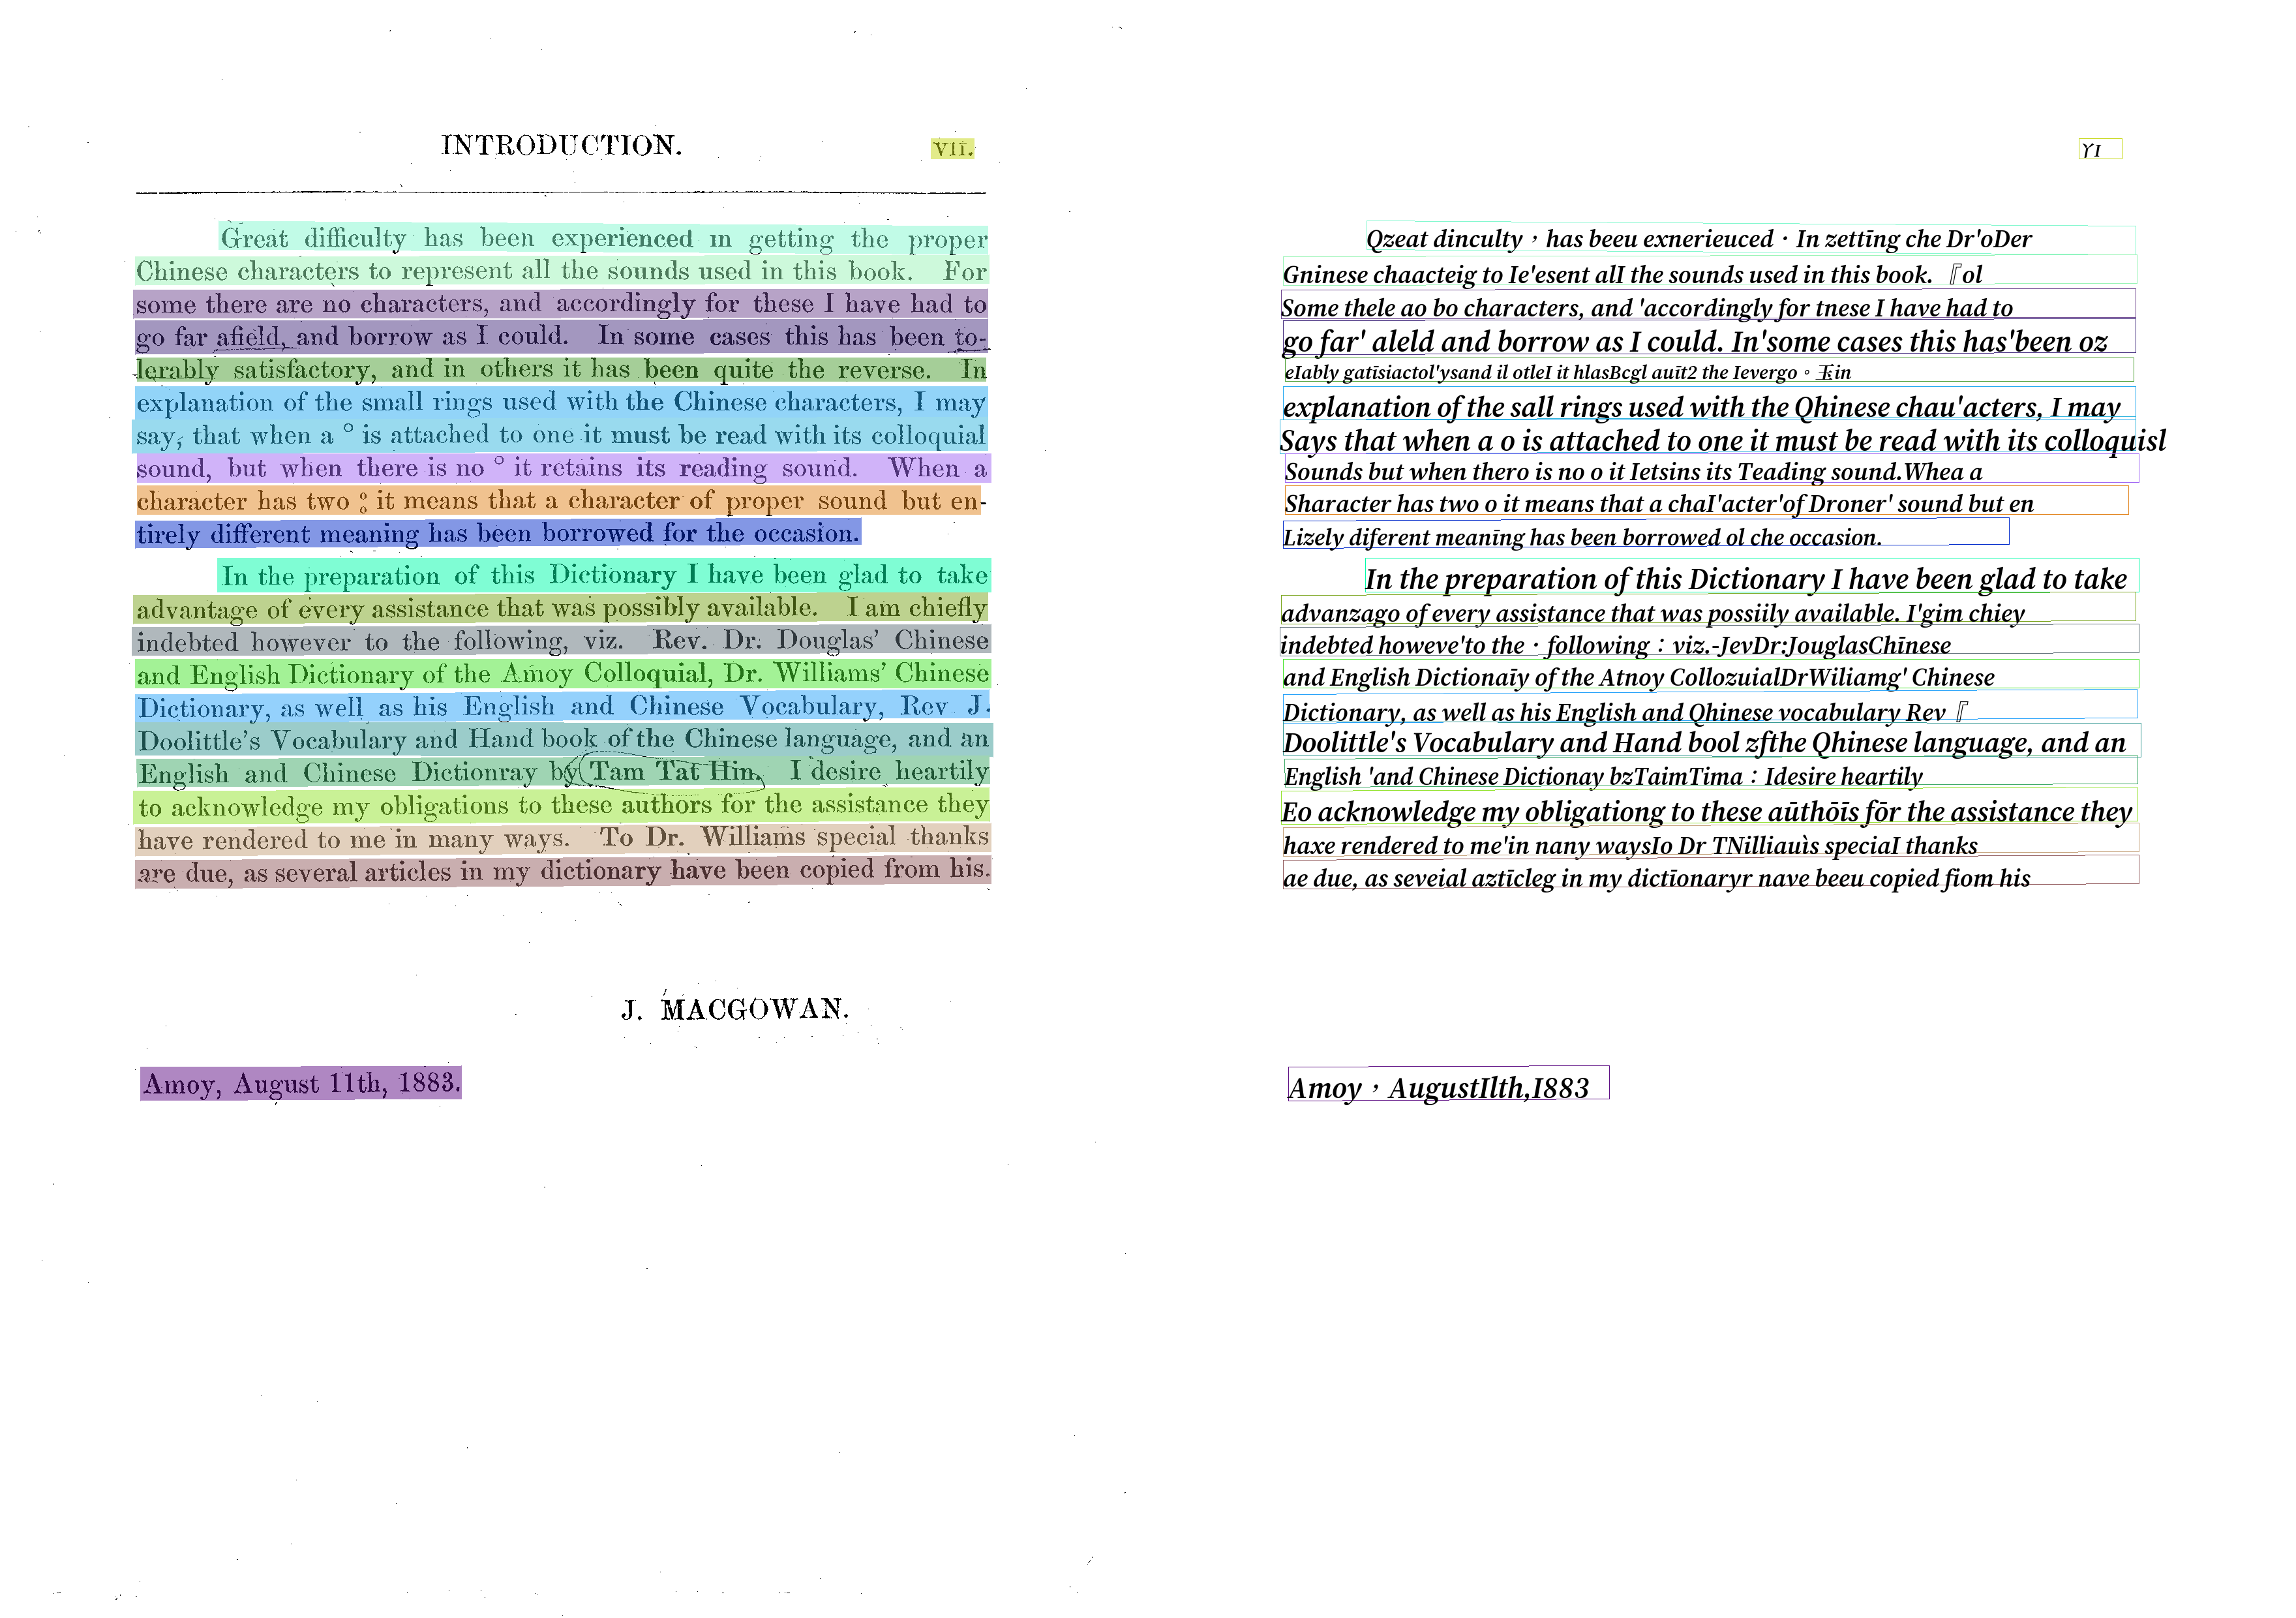 INTRODUCTION.
VII.
Great difficulty has been experienced in getting the proper
Chinese characters to represent all the sounds used in this book. For
some there are no characters, and accordingly for these I have had to
go far afield, and borrow as I could. In some cases this has been to-
lerably satisfactory, and in others it has been quite the reverse. In
explanation of the small rings used with the Chinese characters, I may
say, that when a ° is attached to one it must be read with its colloquial
sound, but when there is no ° it retains its reading sound. When a
character has two ° it means that a character of proper sound but en-
tirely different meaning has been borrowed for the occasion.
In the preparation of this Dictionary I have been glad to take
advantage of every assistance that was possibly available. I am chiefly
indebted however to the following, viz. Rev. Dr. Douglas' Chinese
and English Dictionary of the Amoy Colloquial, Dr. Williams' Chinese
Dictionary, as well as his English and Chinese Vocabulary, Rev J.
Doolittle's Vocabulary and Hand book of the Chinese language, and an
English and Chinese Dictionray by Tam Tat Hin, I desire heartily
to acknowledge my obligations to these authors for the assistance they
have rendered to me in many ways. To Dr. Williams special thanks
are due, as several articles in my dictionary have been copied from his.
J. MACGOWAN.
Amoy, August 11th, 1883.
ƔI
Qzeat dinculty，has beeu exnerieuced · In zettīng che Dr'oDer
Gninese chaacteig to Ie'esent alI the sounds used in this book.『ol
Some thele ao bo characters, and 'accordingly for tnese I have had to
go far' aleld and borrow as I could. In'some cases this has'been oz
eIably gatīsiactol'ysand il otleI it hlasBcgl auīt2 the Ievergo。玉in
explanation of the sall rings used with the Qhinese chau'acters, I may
Says that when a o is attached to one it must be read with its colloquisl
Sounds but when thero is no o it Ietsins its Teading sound.Whea a
Sharacter has two o it means that a chaI'acter'of Droner' sound but en
Lizely diferent meanīng has been borrowed ol che occasion.
In the preparation of this Dictionary I have been glad to take
advanzago of every assistance that was possiily available. I'gim chiey
indebted howeve'to the · following：viz.-JevDr:JouglasChīnese
and English Dictionaīy of the Atnoy CollozuialDrWiliamg' Chinese
Dictionary, as well as his English and Qhinese vocabulary Rev『
Doolittle's Vocabulary and Hand bool zfthe Qhinese language, and an
English 'and Chinese Dictionay bzTaimTima：Idesire heartily
Eo acknowledge my obligationg to these aūthōīs fōr the assistance they
haxe rendered to me'in nany waysIo Dr TNilliauìs speciaI thanks
ae due, as seveial aztīcleg in my dictīonaryr nave beeu copied fiom his
Amoy，AugustIlth,I883